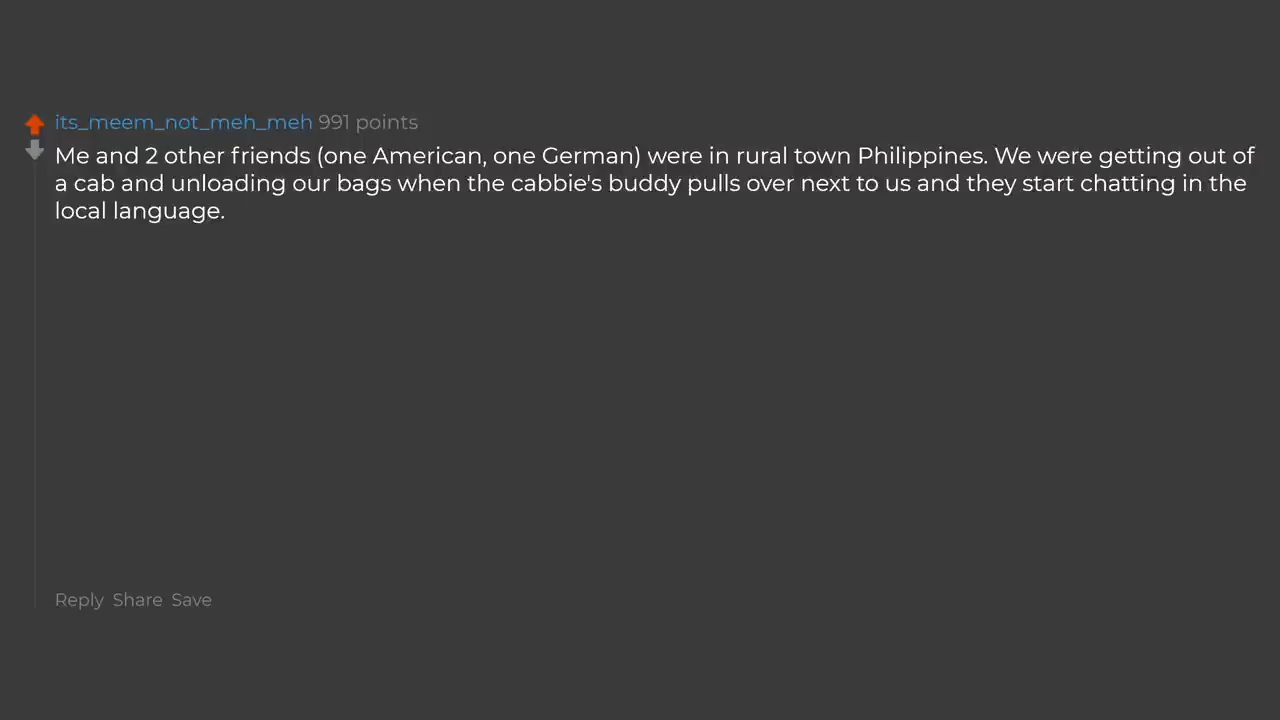 its_meem_not_meh_meh 991 points
Me and 2 other friends (one American, one German) were in rural town Philippines. We were getting out of
a cab and unloading our bags when the cabbie's buddy pulls over next to us and they start chatting in the
local language.
Reply Share Save